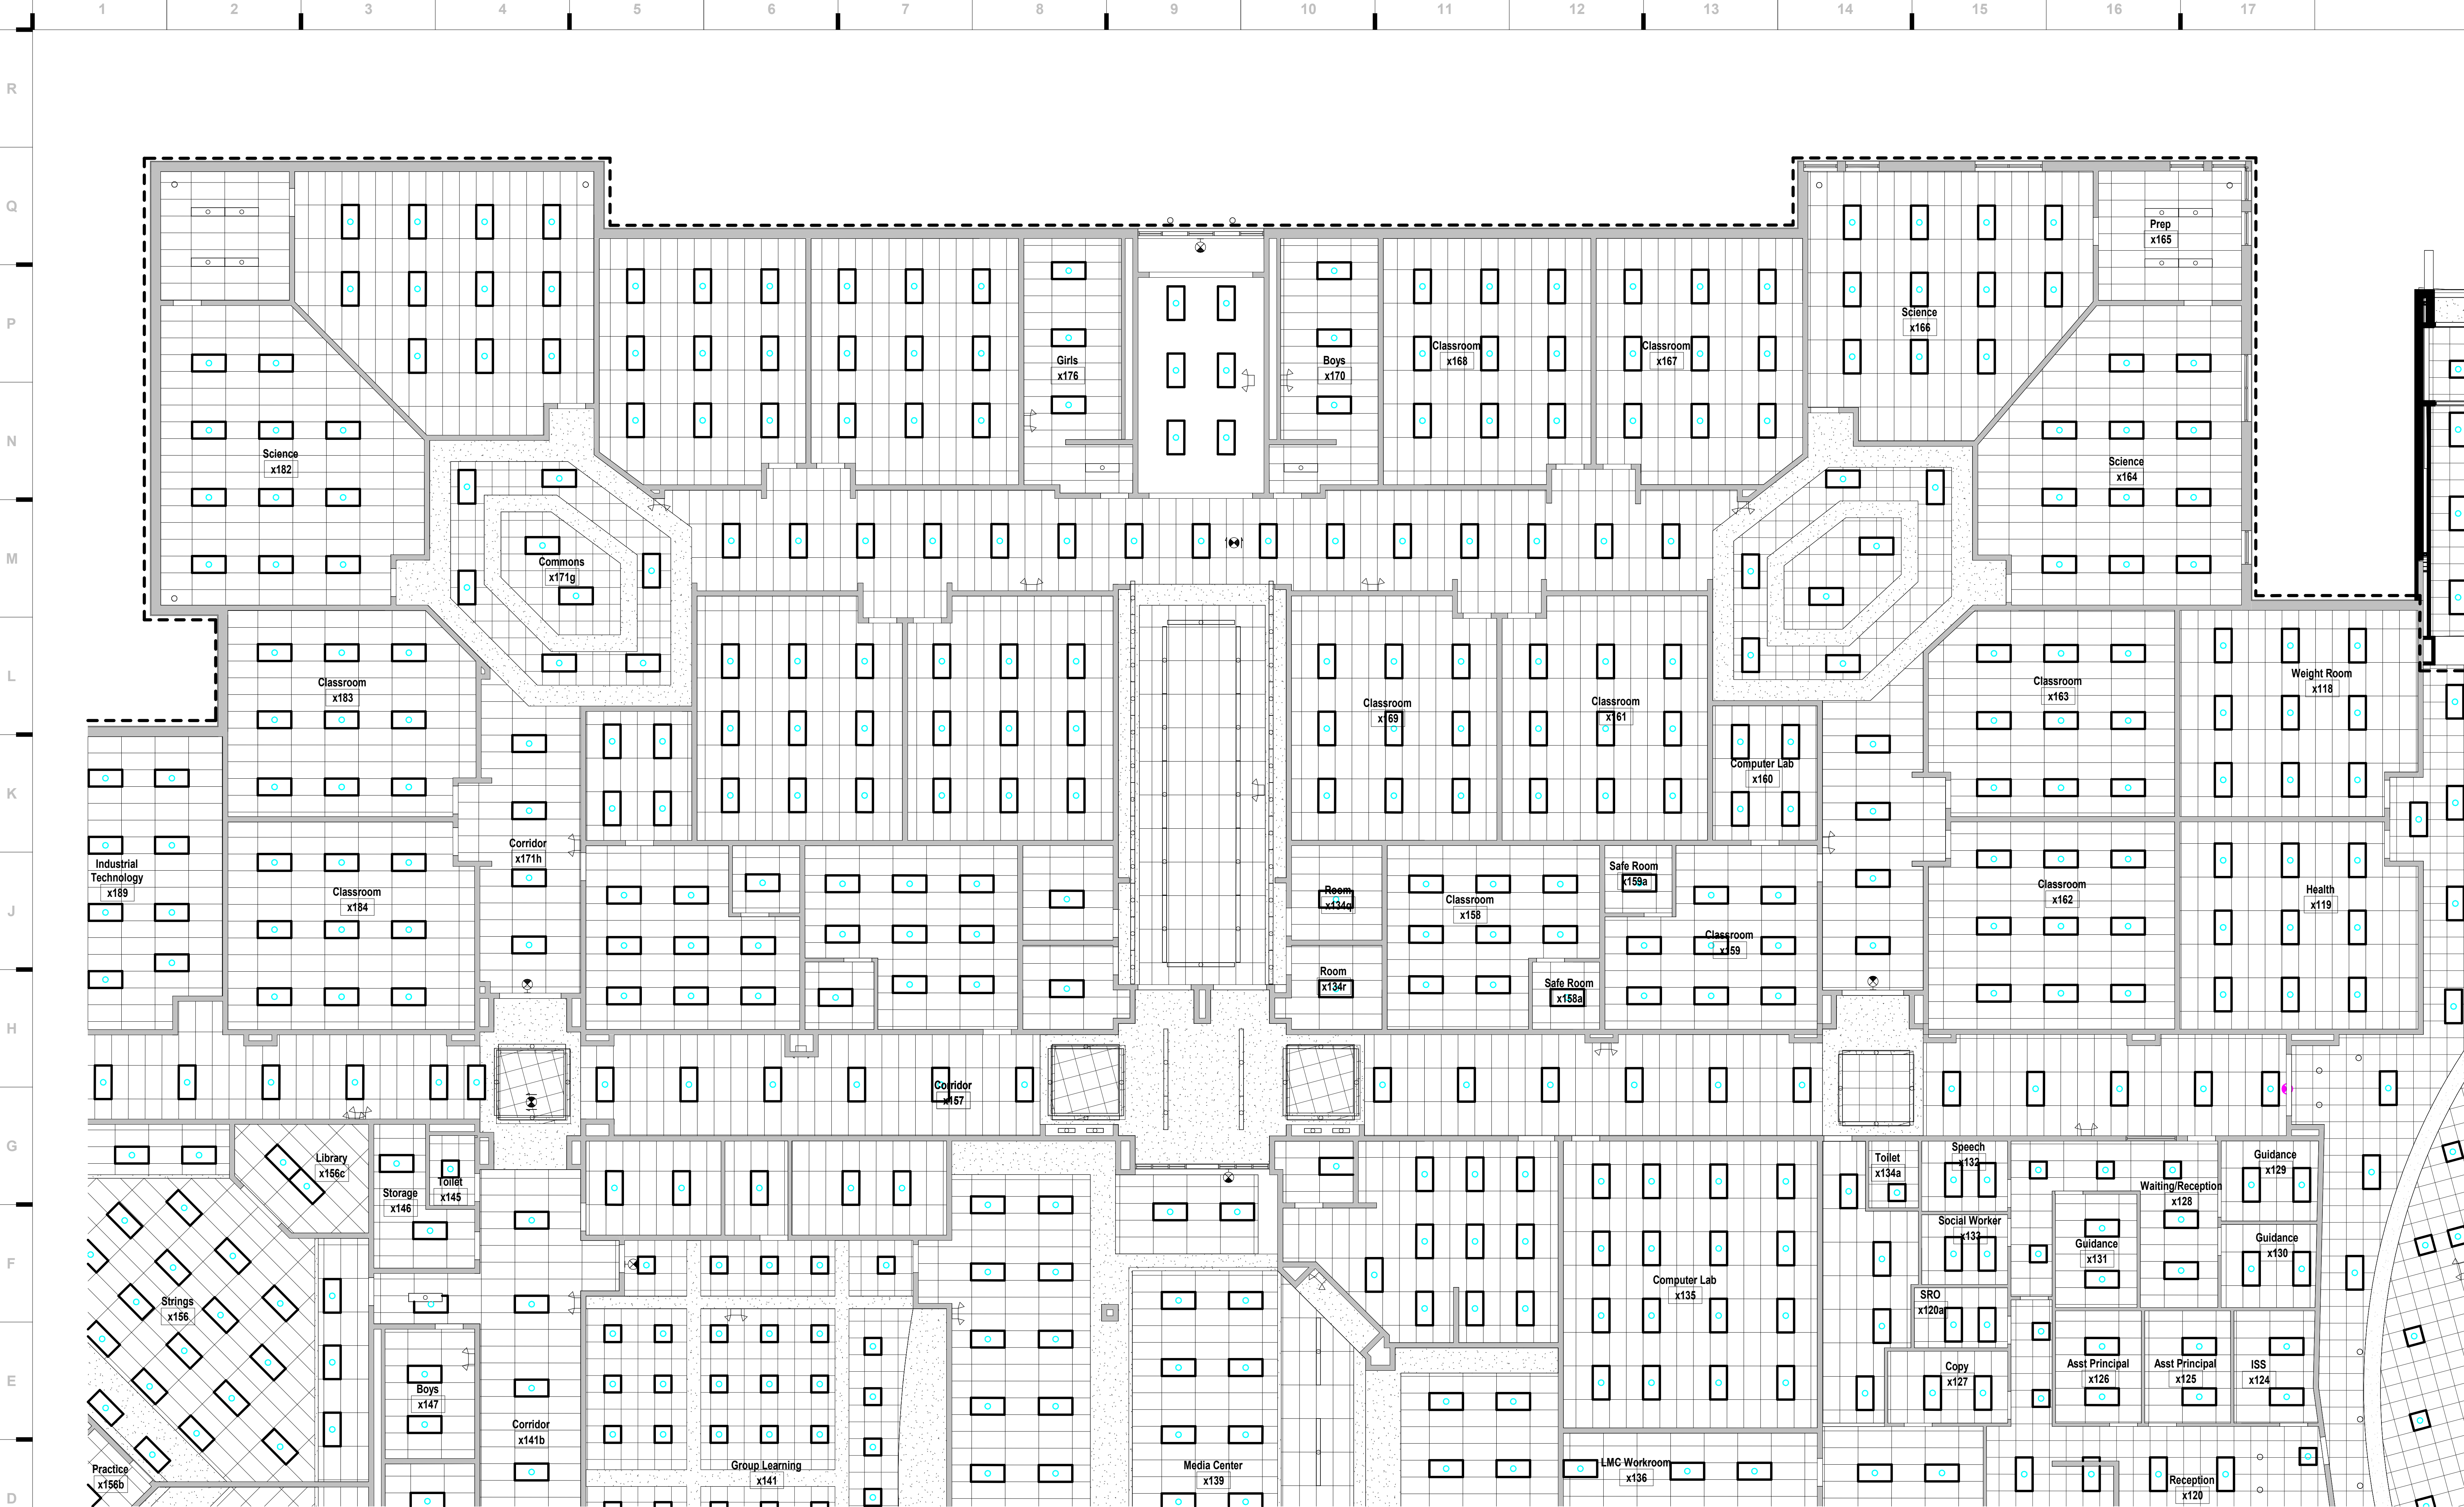 1 2 3 4 5 6 7 8 9 10 11 12 13 14 15 16 17
R
Q
P
N
M
L
K
J
H
G
F
E
D
Prep
x165
Science
x166
Girls
x176
Boys
x170
Classroom
x168
Classroom
x167
Science
x182
Science
x164
Commons
x171g
Classroom
x183
Classroom
x169
Classroom
x161
Classroom
x163
Weight Room
x118
Computer Lab
x160
Corridor
x171h
Industrial
Technology
x189
Classroom
x184
Room
x134q
Classroom
x158
Safe Room
x159a
Classroom
x159
Classroom
x162
Health
x119
Room
x134r
Safe Room
x158a
Corridor
x157
Library
x156c
Storage
x146
Toilet
x145
Toilet
x134a
Speech
x132
Waiting/Reception
x128
Guidance
x129
Social Worker
x133
Guidance
x131
Guidance
x130
Strings
x156
Computer Lab
x135
SRO
x120a
Boys
x147
Copy
x127
Asst Principal
x126
Asst Principal
x125
ISS
x124
Corridor
x141b
Practice
x156b
Group Learning
x141
Media Center
x139
LMC Workroom
x136
Reception
x120